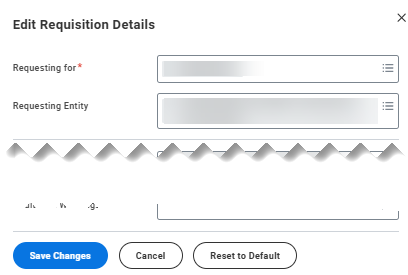 Edit Requisition Details
Requesting for*
Requesting Entity
Save Changes
Cancel
Reset to Default